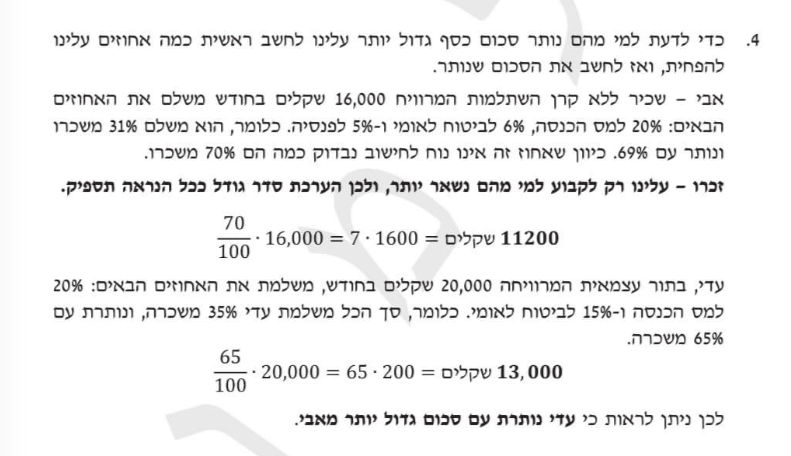 4. כדי לדעת למי מהם נותר סכום כסף גדול יותר עלינו לחשב ראשית כמה אחוזים עלינו
להפחית, ואז לחשב את הסכום שנותר.
אבי – שכיר ללא קרן השתלמות המרוויח 16,000 שקלים בחודש משלם את האחוזים
הבאים: 20% למס הכנסה, 6% לביטוח לאומי ו-5% לפנסיה. כלומר, הוא משלם 31% משכרו
ונותר עם 69%. כיוון שאחוז זה אינו נוח לחישוב נבדוק כמה הם 70% משכרו.
זכרו – עלינו רק לקבוע למי מהם נשאר יותר, ולכן הערכת סדר גודל ככל הנראה תספיק.
70/100 · 16,000 = 7 · 1600 = שקלים 11200
עדי, בתור עצמאית המרוויחה 20,000 שקלים בחודש, משלמת את האחוזים הבאים: 20%
למס הכנסה ו-15% לביטוח לאומי. כלומר, סך הכל משלמת עדי 35% משכרה, ונותרת עם
65% משכרה.
65/100 · 20,000 = 65 · 200 = שקלים 13,000
לכן ניתן לראות כי עדי נותרת עם סכום גדול יותר מאבי.